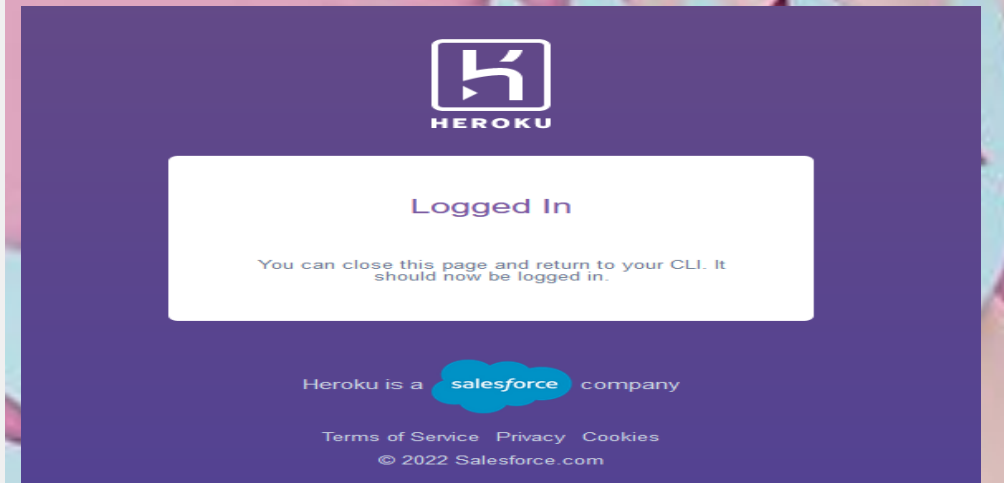 HEROKU
Logged In
You can close this page and return to your CLI. It
should now be logged in.
Heroku is a salesforce company
Terms of Service Privacy Cookies
© 2022 Salesforce.com